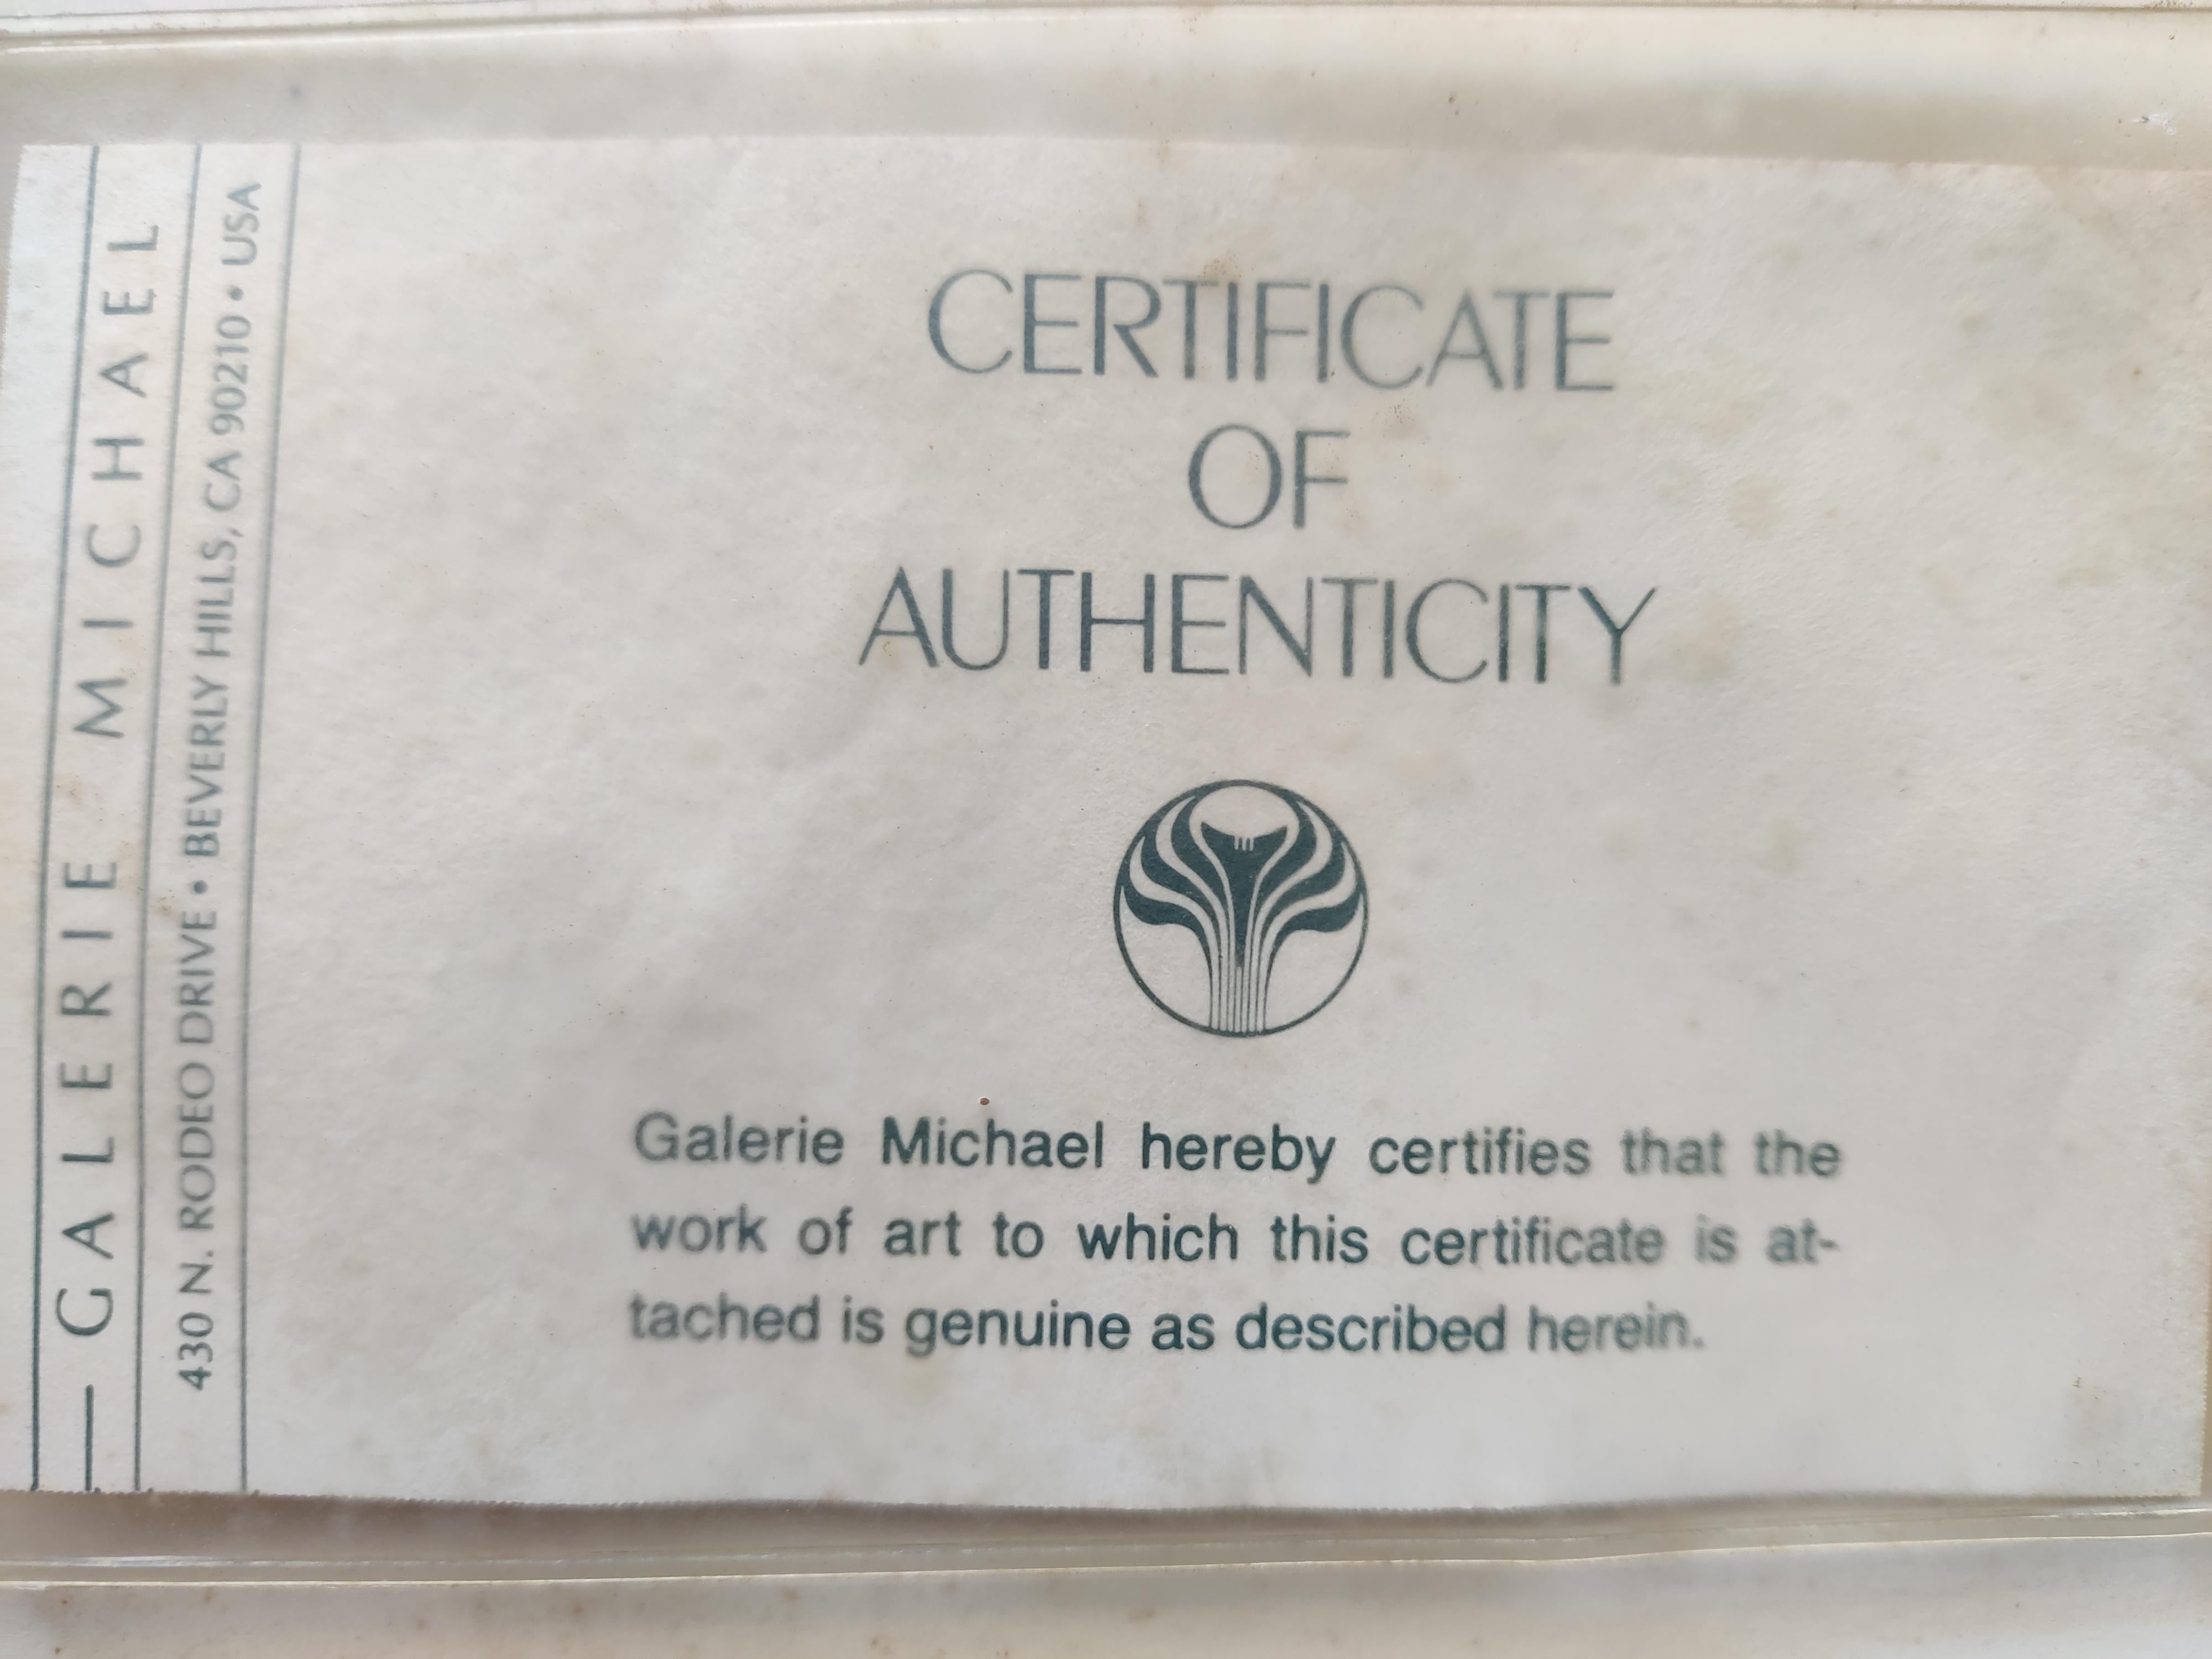 GALERIE MICHAEL
430 N. RODEO DRIVE • BEVERLY HILLS, CA 90210 • USA
CERTIFICATE
OF
AUTHENTICITY
Galerie Michael hereby certifies that the
work of art to which this certificate is at-
tached is genuine as described herein.